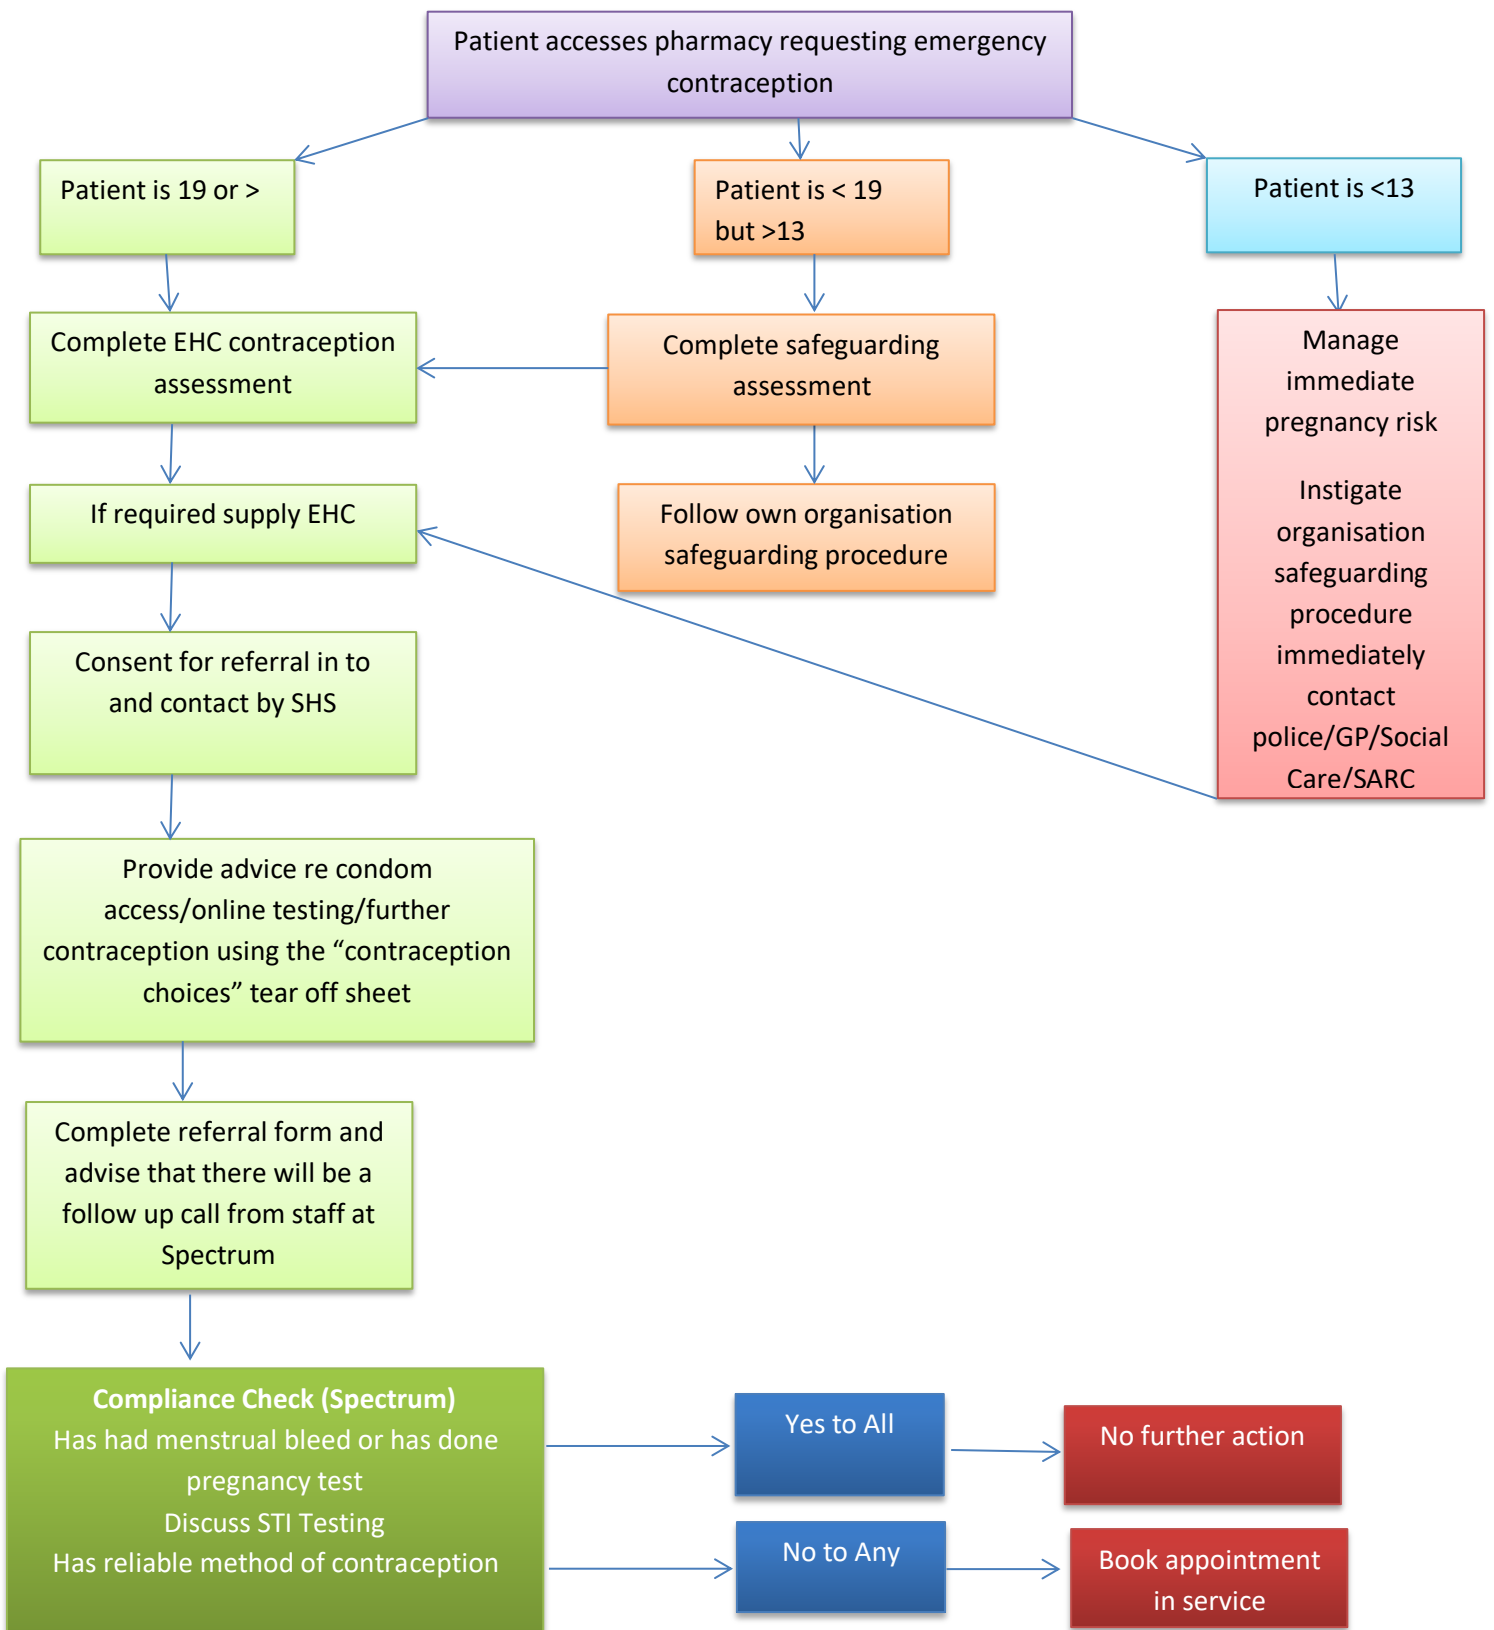 Patient accesses pharmacy requesting emergency
contraception
Patient is 19 or >
Patient is < 19
but >13
Patient is <13
Complete EHC contraception
assessment
Complete safeguarding
assessment
Manage
immediate
pregnancy risk
Instigate
organisation
safeguarding
procedure
immediately
contact
police/GP/Social
Care/SARC
If required supply EHC
Follow own organisation
safeguarding procedure
Consent for referral in to
and contact by SHS
Provide advice re condom
access/online testing/further
contraception using the “contraception
choices” tear off sheet
Complete referral form and
advise that there will be a
follow up call from staff at
Spectrum
Compliance Check (Spectrum)
Has had menstrual bleed or has done
pregnancy test
Discuss STI Testing
Has reliable method of contraception
Yes to All
No further action
No to Any
Book appointment
in service